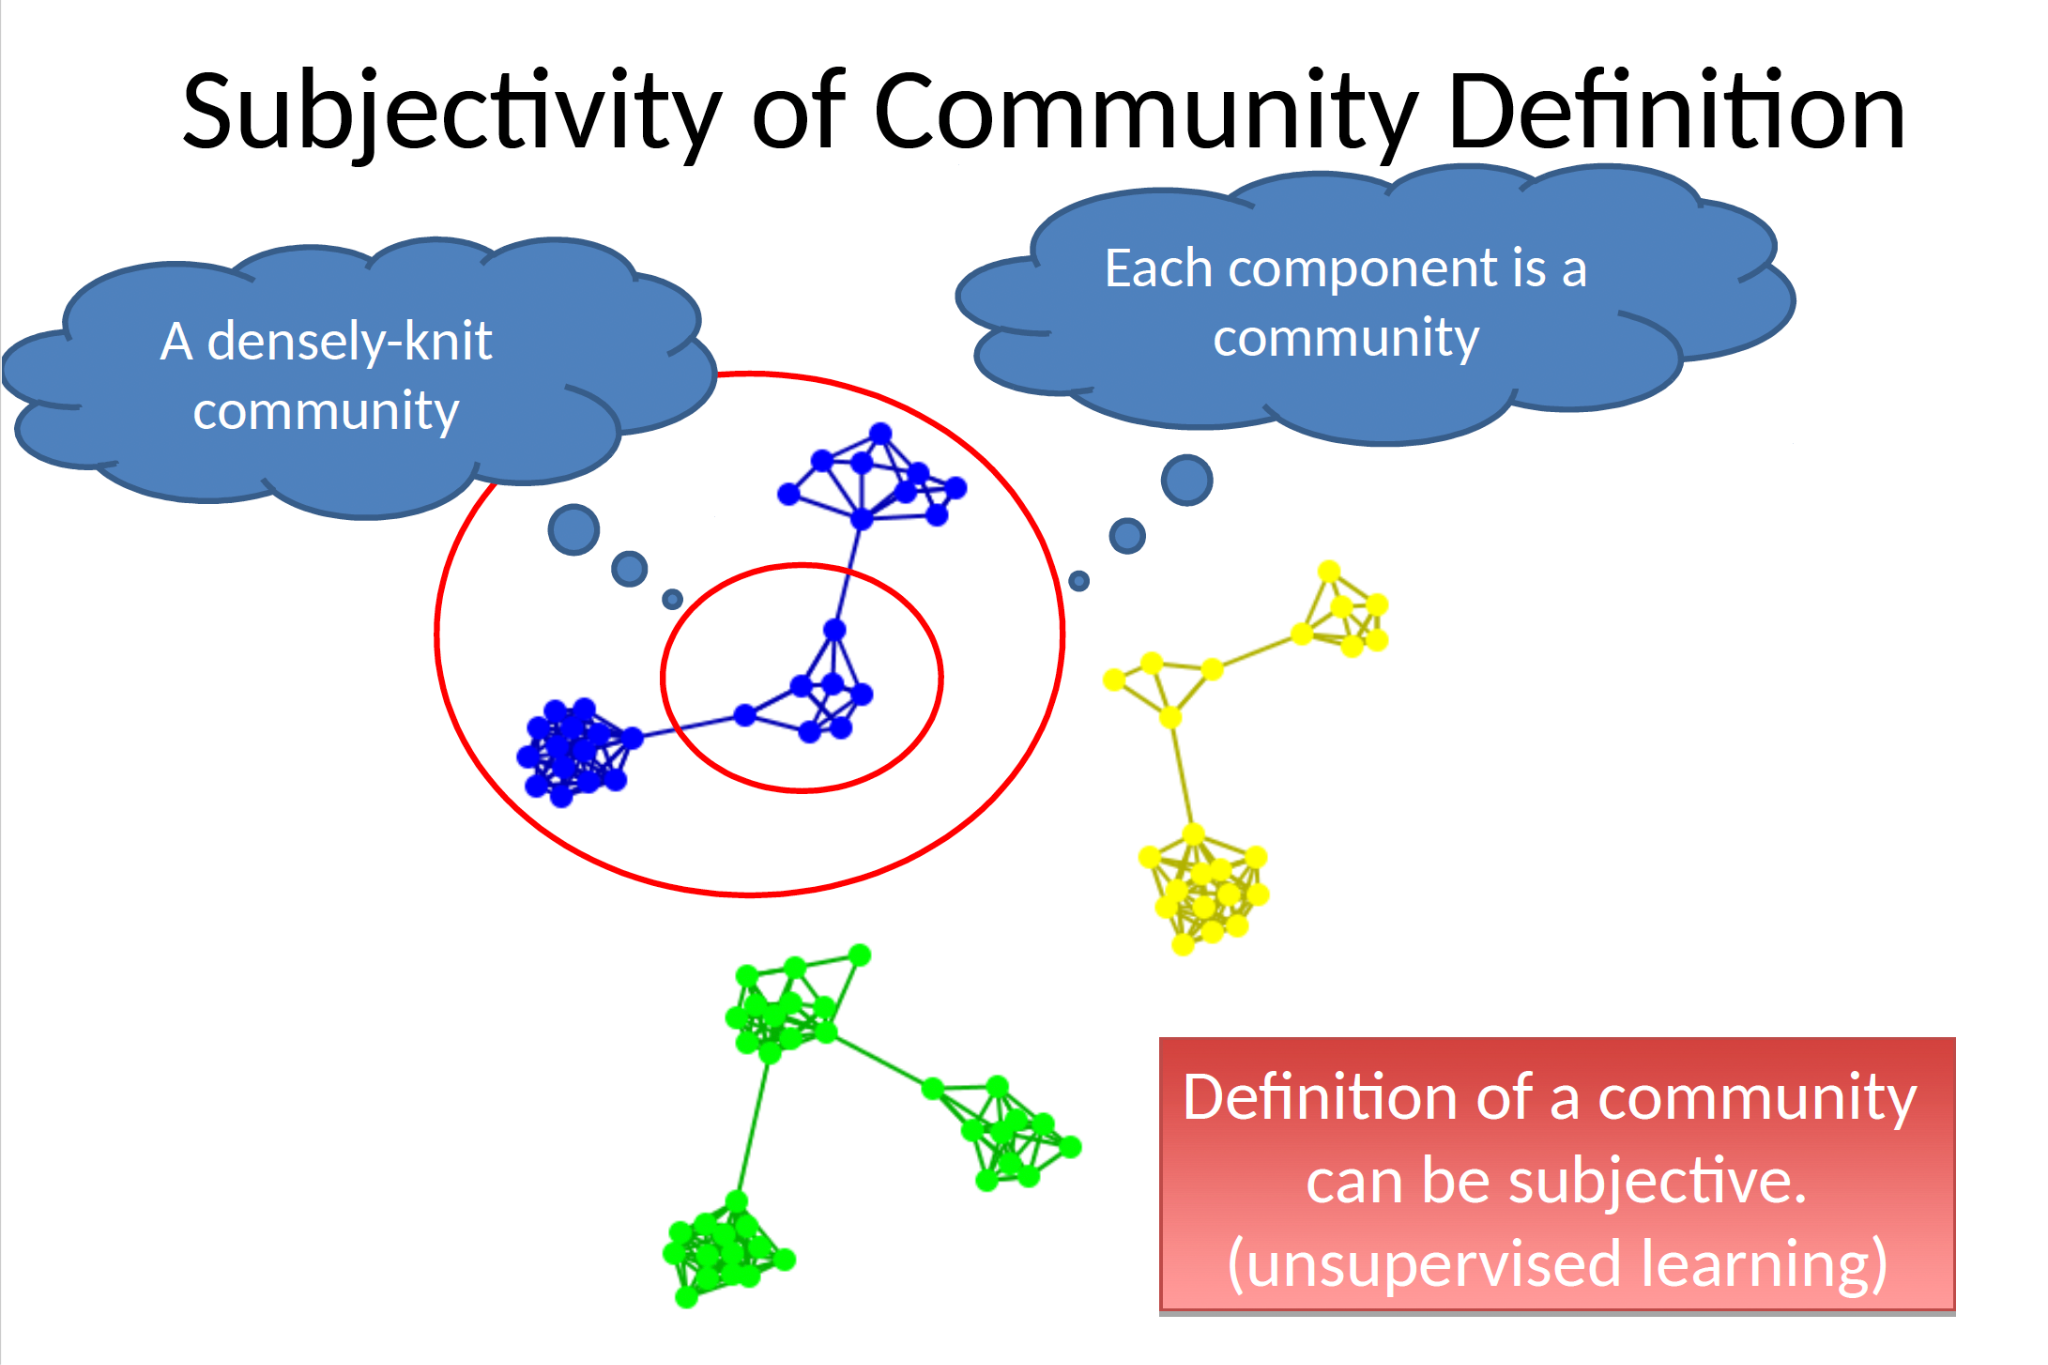 Subjectivity of Community Definition
A densely-knit
community
Each component is a
community
Definition of a community
can be subjective.
(unsupervised learning)